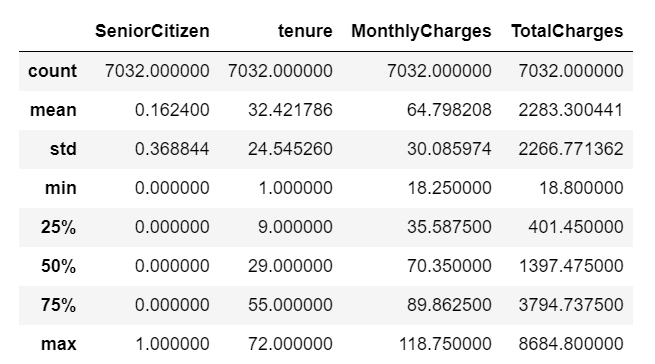 SeniorCitizen tenure MonthlyCharges TotalCharges
count 7032.000000 7032.000000 7032.000000 7032.000000
mean 0.162400 32.421786 64.798208 2283.300441
std 0.368844 24.545260 30.085974 2266.771362
min 0.000000 1.000000 18.250000 18.800000
25% 0.000000 9.000000 35.587500 401.450000
50% 0.000000 29.000000 70.350000 1397.475000
75% 0.000000 55.000000 89.862500 3794.737500
max 1.000000 72.000000 118.750000 8684.800000